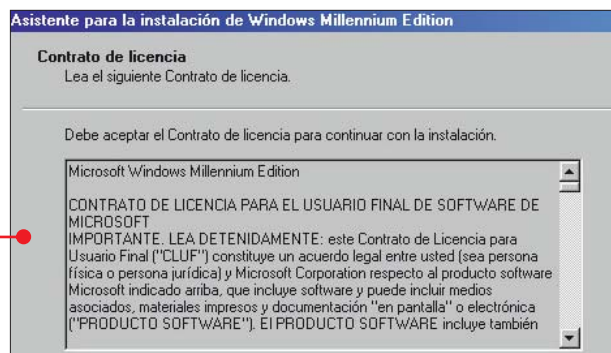 Asistente para la instalación de Windows Millennium Edition
Contrato de licencia
Lea el siguiente Contrato de licencia.
Debe aceptar el Contrato de licencia para continuar con la instalación.
Microsoft Windows Millennium Edition
CONTRATO DE LICENCIA PARA EL USUARIO FINAL DE SOFTWARE DE
MICROSOFT
IMPORTANTE. LEA DETENIDAMENTE: este Contrato de Licencia para
Usuario Final ("CLUF") constituye un acuerdo legal entre usted (sea persona
física o persona jurídica) y Microsoft Corporation respecto al producto software
Microsoft indicado arriba, que incluye software y puede incluir medios
asociados, materiales impresos y documentación "en pantalla" o electrónica
("PRODUCTO SOFTWARE"). El PRODUCTO SOFTWARE incluye también